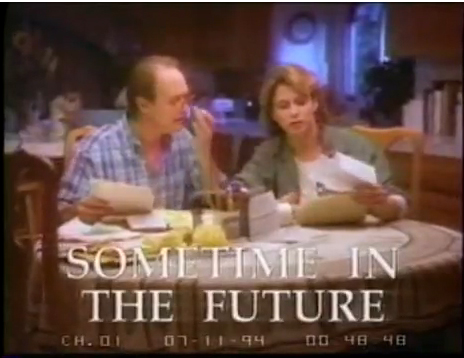 SOMETIME IN
THE FUTURE
CH.01 07-11-94 00 48 48